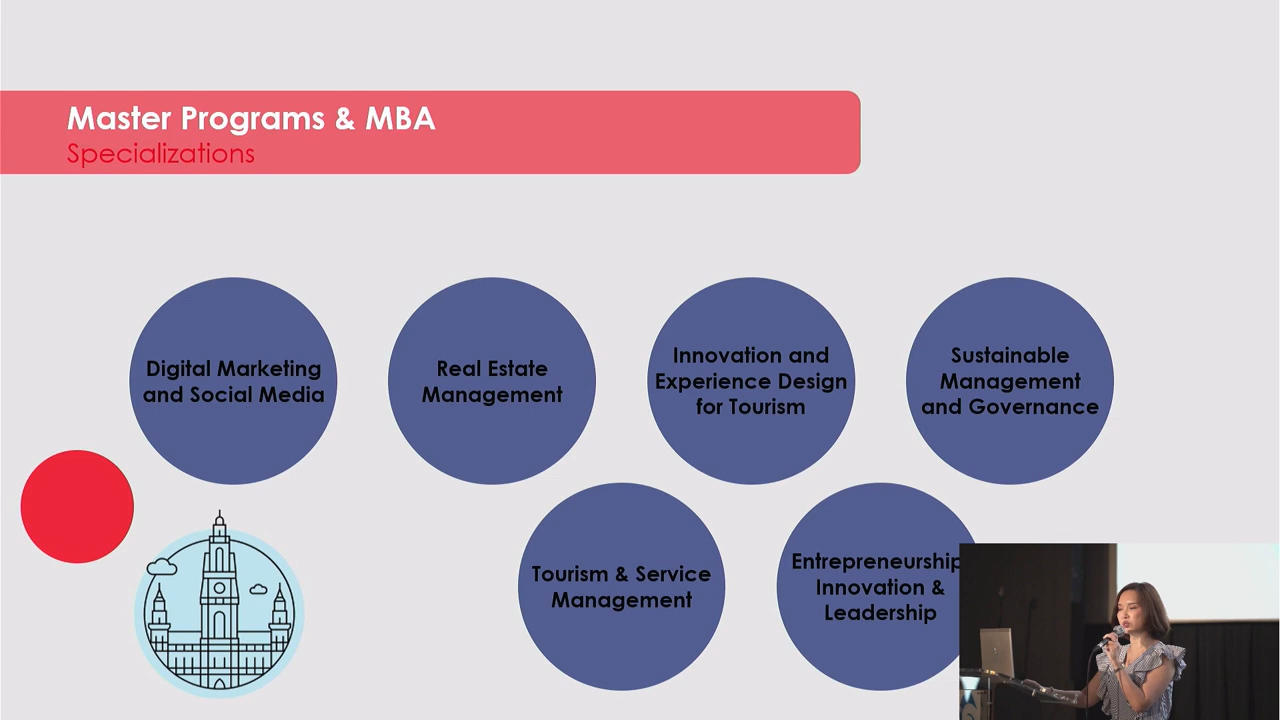 Master Programs & MBA
Specializations
Digital Marketing
and Social Media
Real Estate
Management
Innovation and
Experience Design
for Tourism
Sustainable
Management
and Governance
Tourism & Service
Management
Entrepreneurship
Innovation &
Leadership